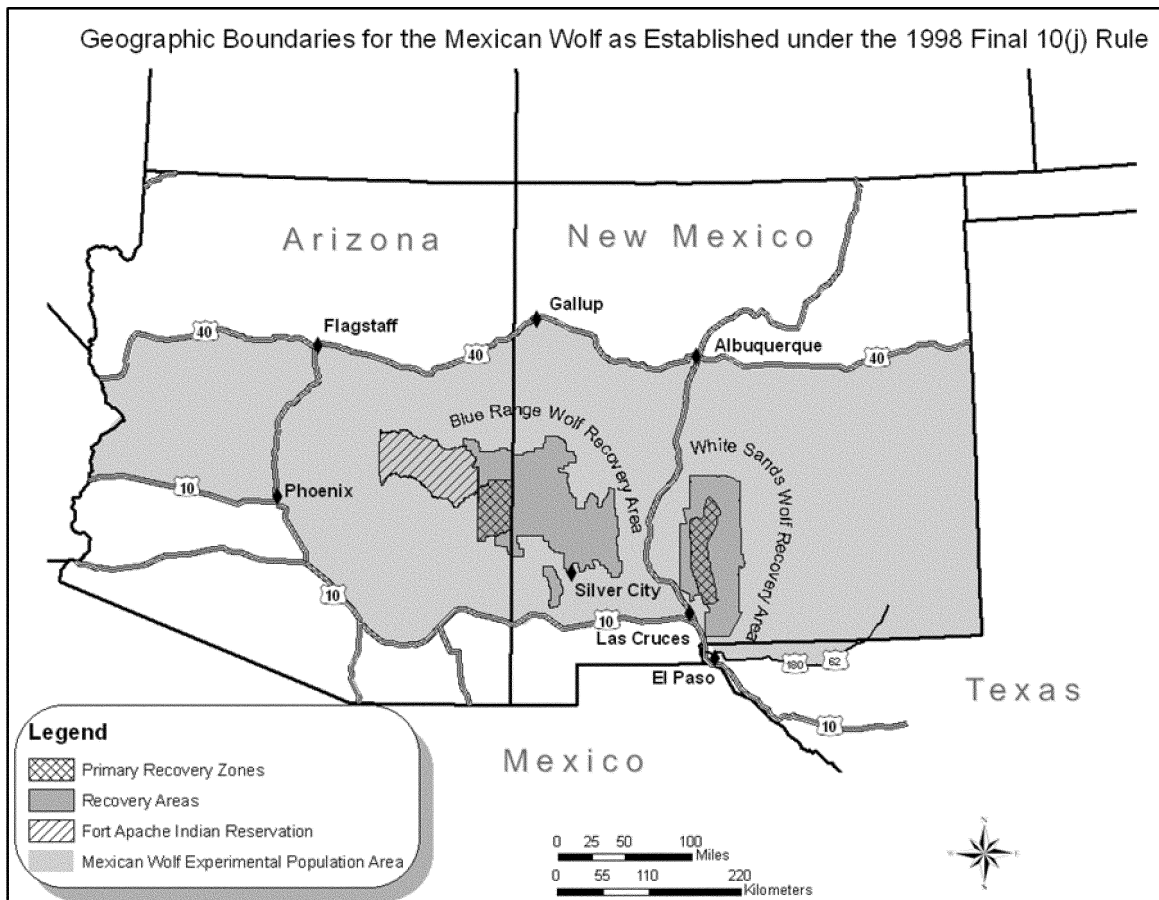 Geographic Boundaries for the Mexican Wolf as Established under the 1998 Final 10(j) Rule
Arizona
New Mexico
Gallup
Flagstaff
40
40
Albuquerque
40
Blue Range Wolf Recovery Area
White Sands Wolf Recovery Area
10
Phoenix
Silver City
10
10
Las Cruces
El Paso
180
62
Texas
10
Mexico
Legend
Primary Recovery Zones
Recovery Areas
Fort Apache Indian Reservation
Mexican Wolf Experimental Population Area
0 25 50 100
Miles
0 55 110 220
Kilometers